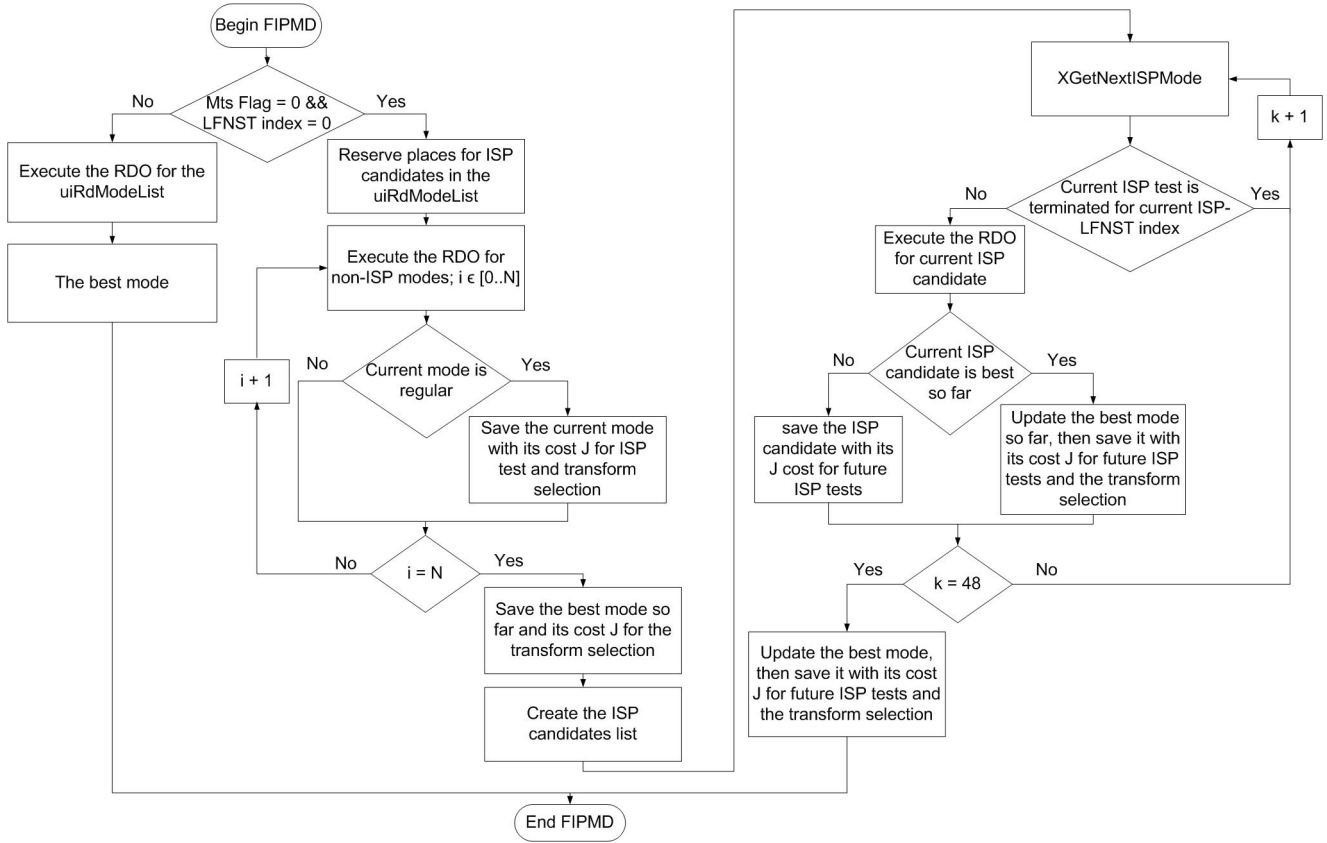 Begin FIPMD
Mts Flag = 0 &&
LFNST index = 0
No
Yes
Execute the RDO for the
uiRdModeList
The best mode
Reserve places for ISP
candidates in the
uiRdModeList
Execute the RDO for
non-ISP modes; i ϵ [0..N]
Current mode is
regular
No
Yes
i + 1
Save the current mode
with its cost J for ISP
test and transform
selection
i = N
No
Yes
Save the best mode so
far and its cost J for the
transform selection
Create the ISP
candidates list
XGetNextISPMode
k + 1
Current ISP test is
terminated for current ISP-
LFNST index
No
Yes
Execute the RDO
for current ISP
candidate
Current ISP
candidate is best
so far
No
Yes
save the ISP
candidate with its
J cost for future
ISP tests
Update the best mode
so far, then save it with
its cost J for future ISP
tests and the transform
selection
k = 48
Yes
No
Update the best mode,
then save it with its cost
J for future ISP tests and
the transform selection
End FIPMD